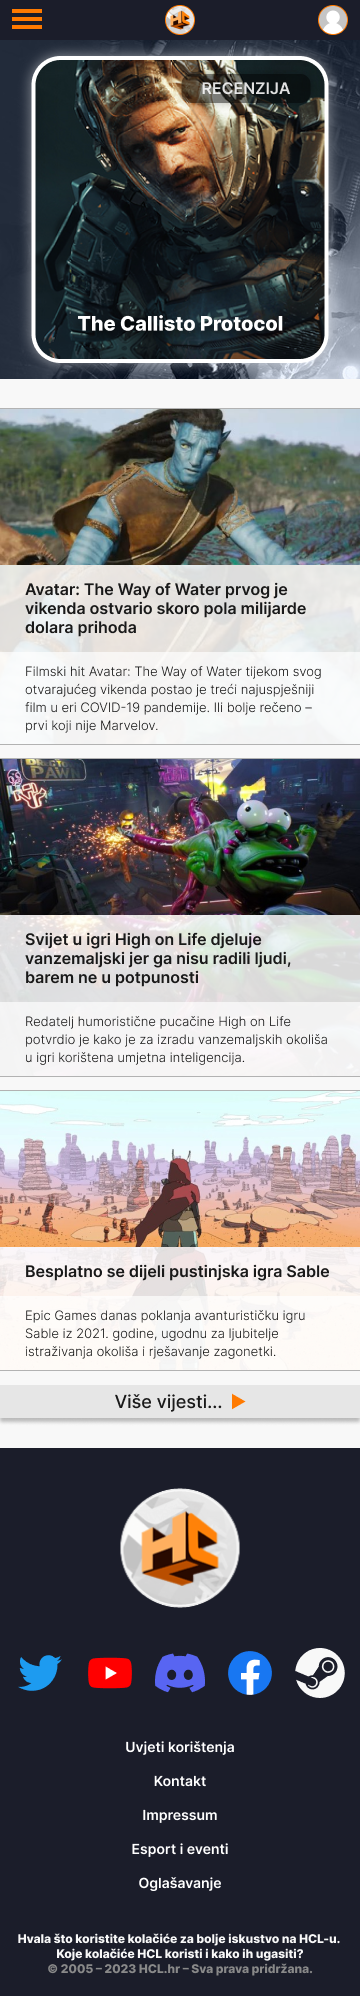 RECENZIJA
The Callisto Protocol
Avatar: The Way of Water prvog je
vikenda ostvario skoro pola milijarde
dolara prihoda
Filmski hit Avatar: The Way of Water tijekom svog
otvarajućeg vikenda postao je treći najuspješniji
film u eri COVID-19 pandemije. Ili bolje rečeno –
prvi koji nije Marvelov.
PAWN
Svijet u igri High on Life djeluje
vanzemaljski jer ga nisu radili ljudi,
barem ne u potpunosti
Redatelj humoristične pucačine High on Life
potvrdio je kako je za izradu vanzemaljskih okoliša
u igri korištena umjetna inteligencija.
Besplatno se dijeli pustinjska igra Sable
Epic Games danas poklanja avanturističku igru
Sable iz 2021. godine, ugodnu za ljubitelje
istraživanja okoliša i rješavanje zagonetki.
Više vijesti...
HCL
Uvjeti korištenja
Kontakt
Impressum
Esport i eventi
Oglašavanje
Hvala što koristite kolačiće za bolje iskustvo na HCL-u.
Koje kolačiće HCL koristi i kako ih ugasiti?
© 2005 – 2023 HCL.hr – Sva prava pridržana.